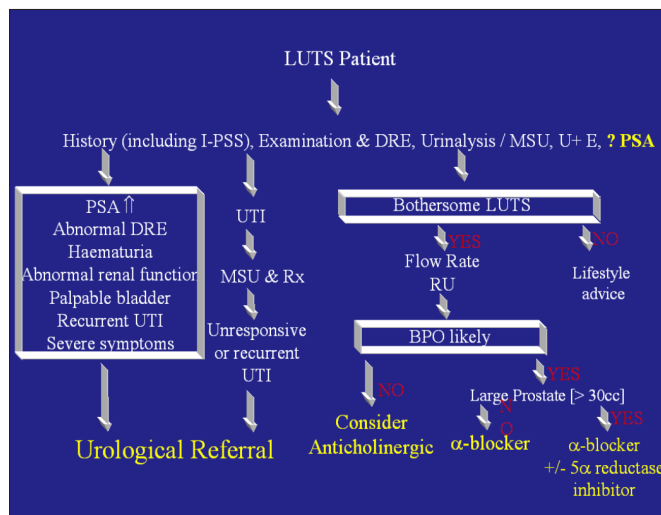 LUTS Patient
History (including I-PSS), Examination & DRE, Urinalysis / MSU, U+ E, ? PSA
PSA ⇑
Abnormal DRE
Haematuria
Abnormal renal function
Palpable bladder
Recurrent UTI
Severe symptoms
UTI
MSU & Rx
Unresponsive
or recurrent
UTI
Urological Referral
Bothersome LUTS
YES
NO
Flow Rate
RU
Lifestyle
advice
BPO likely
NO
YES
Large Prostate [> 30cc]
Consider
Anticholinergic
N
O
YES
α-blocker
α-blocker
+/- 5α reductase
inhibitor